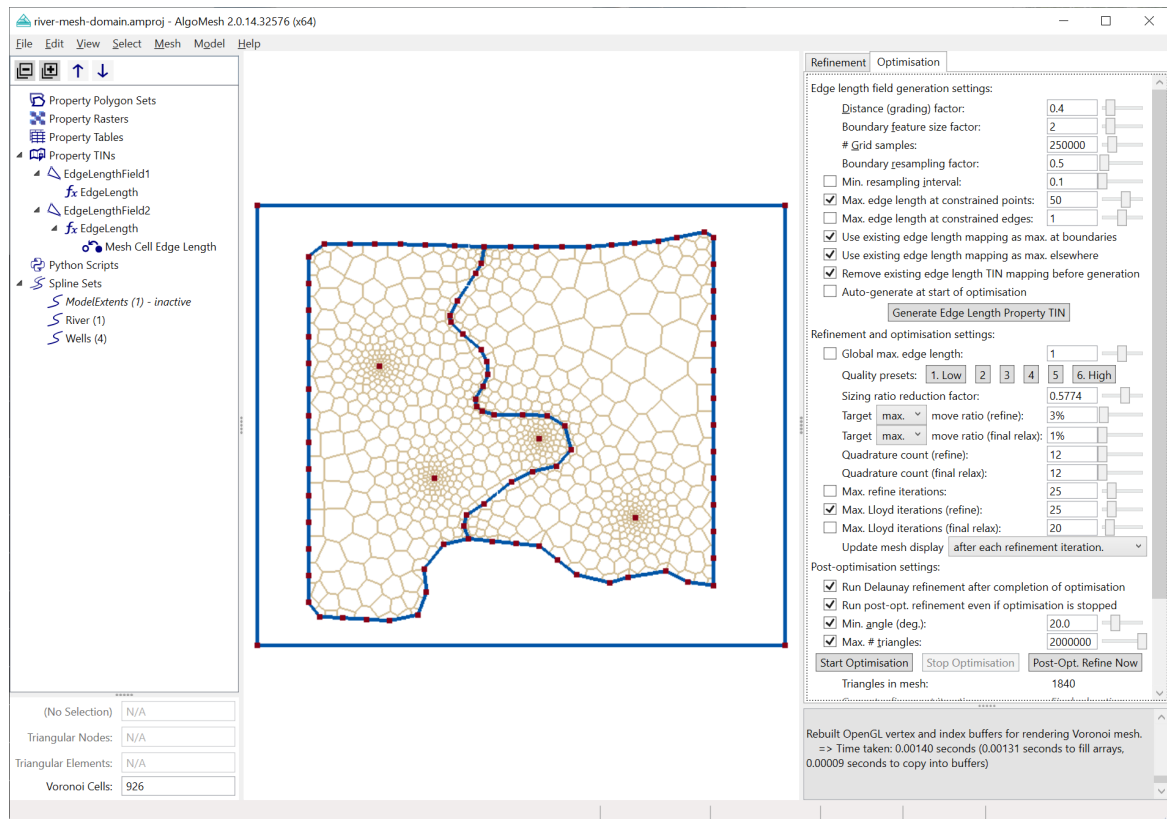 river-mesh-domain.amproj - AlgoMesh 2.0.14.32576 (x64)
File Edit View Select Mesh Model Help
Property Polygon Sets
Property Rasters
Property Tables
Property TINs
EdgeLengthField1
fx EdgeLength
EdgeLengthField2
fx EdgeLength
Mesh Cell Edge Length
Python Scripts
Spline Sets
ModelExtents (1) - inactive
River (1)
Wells (4)
(No Selection) N/A
Triangular Nodes: N/A
Triangular Elements: N/A
Voronoi Cells: 926
Refinement Optimisation
Edge length field generation settings:
Distance (grading) factor: 0.4
Boundary feature size factor: 2
# Grid samples: 250000
Boundary resampling factor: 0.5
Min. resampling interval: 0.1
Max. edge length at constrained points: 50
Max. edge length at constrained edges: 1
Use existing edge length mapping as max. at boundaries
Use existing edge length mapping as max. elsewhere
Remove existing edge length TIN mapping before generation
Auto-generate at start of optimisation
Generate Edge Length Property TIN
Refinement and optimisation settings:
Global max. edge length: 1
Quality presets: 1. Low 2 3 4 5 6. High
Sizing ratio reduction factor: 0.5774
Target max. move ratio (refine): 3%
Target max. move ratio (final relax): 1%
Quadrature count (refine): 12
Quadrature count (final relax): 12
Max. refine iterations: 25
Max. Lloyd iterations (refine): 25
Max. Lloyd iterations (final relax): 20
Update mesh display after each refinement iteration.
Post-optimisation settings:
Run Delaunay refinement after completion of optimisation
Run post-opt. refinement even if optimisation is stopped
Min. angle (deg.): 20.0
Max. # triangles: 2000000
Start Optimisation Stop Optimisation Post-Opt. Refine Now
Triangles in mesh: 1840
Rebuilt OpenGL vertex and index buffers for rendering Voronoi mesh.
=> Time taken: 0.00140 seconds (0.00131 seconds to fill arrays,
0.00009 seconds to copy into buffers)